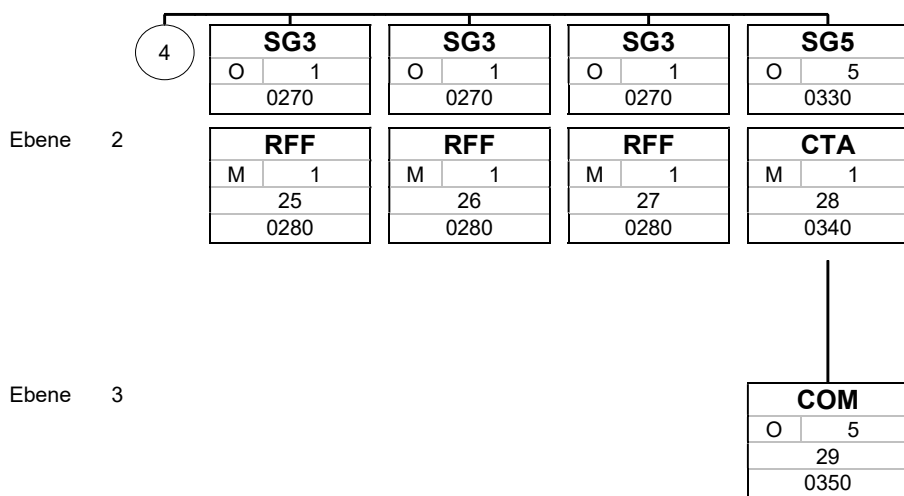 4
SG3 SG3 SG3 SG5
O 1 O 1 O 1 O 5
0270 0270 0270 0330
Ebene 2 RFF RFF RFF CTA
M 1 M 1 M 1 M 1
25 26 27 28
0280 0280 0280 0340
Ebene 3 COM
O 5
29
0350